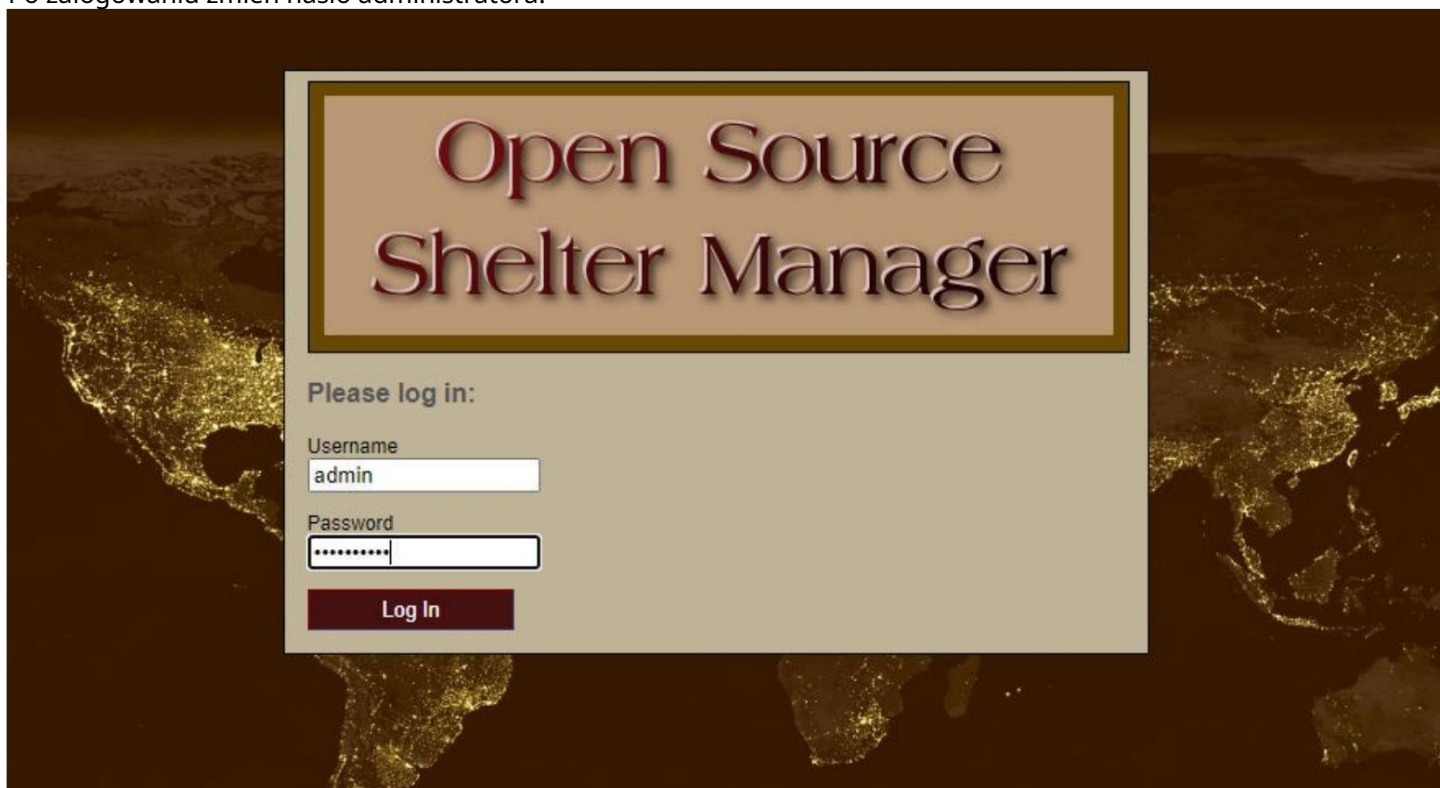 Po zalogowaniu zmień hasło administratora.
Open Source
Shelter Manager
Please log in:
Username
admin
Password
••••••••••
Log In